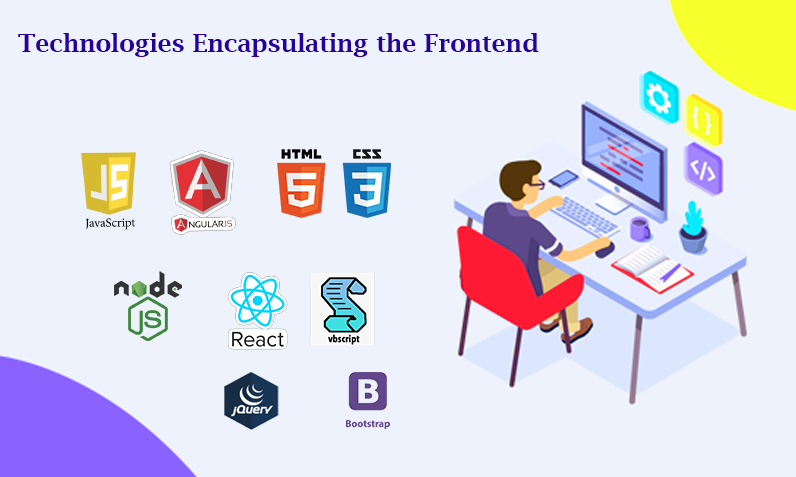 Technologies Encapsulating the Frontend
JS
JavaScript
A
ANGULARJS
HTML
5
CSS
3
node
JS
React
vbscript
jQuery
B
Bootstrap
{ }
</>